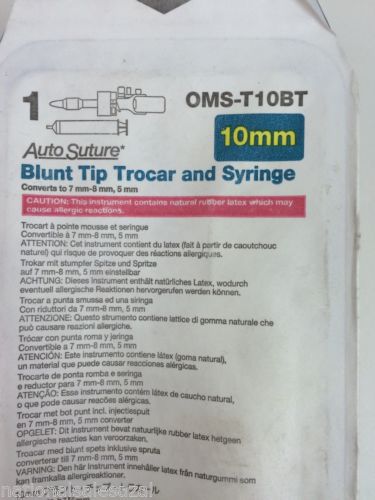 1
OMS-T10BT
10mm
Auto Suture*
Blunt Tip Trocar and Syringe
Converts to 7 mm-8 mm, 5 mm
CAUTION: This instrument contains natural rubber latex which may
cause allergic reactions.
Trocart à pointe mousse et seringue
Convertible à 7 mm-8 mm, 5 mm
ATTENTION: Cet instrument contient du latex (fait à partir de caoutchouc
naturel) qui risque de provoquer des réactions allergiques.
Trokar mit stumpfer Spitze und Spritze
auf 7 mm-8 mm, 5 mm einstellbar
ACHTUNG: Dieses Instrument enthält natürliches Latex, wodurch
eventuell allergische Reaktionen hervorgerufen werden können.
Trocar a punta smussa ed una siringa
Con riduttori da 7 mm-8 mm, 5 mm
ATTENZIONE: Questo strumento contiene lattice di gomma naturale che
può causare reazioni allergiche.
Trócar con punta roma y jeringa
Convertible a 7 mm-8 mm, 5 mm
ATENCIÓN: Este instrumento contiene látex (goma natural),
un material que puede causar reacciones alérgicas.
Trocarte de ponta romba e seringa
e reductor para 7 mm-8 mm, 5 mm
ATENÇÃO: Esse instrumento contém látex de caucho natural,
o que pode causar reacões alérgicas.
Trocar met bot punt incl. injectiespuit
en 7 mm-8 mm, 5 mm converter
OPGELET: Dit instrument bevat natuurlijke rubber latex hetgeen
allergische reacties kan veroorzaken.
Troacar med blunt spets inklusive spruta
converterar till 7 mm-8 mm, 5 mm
VARNING: Den här Instrument innehåller latex från naturgummi som
kan framkalla allergireaktioner.